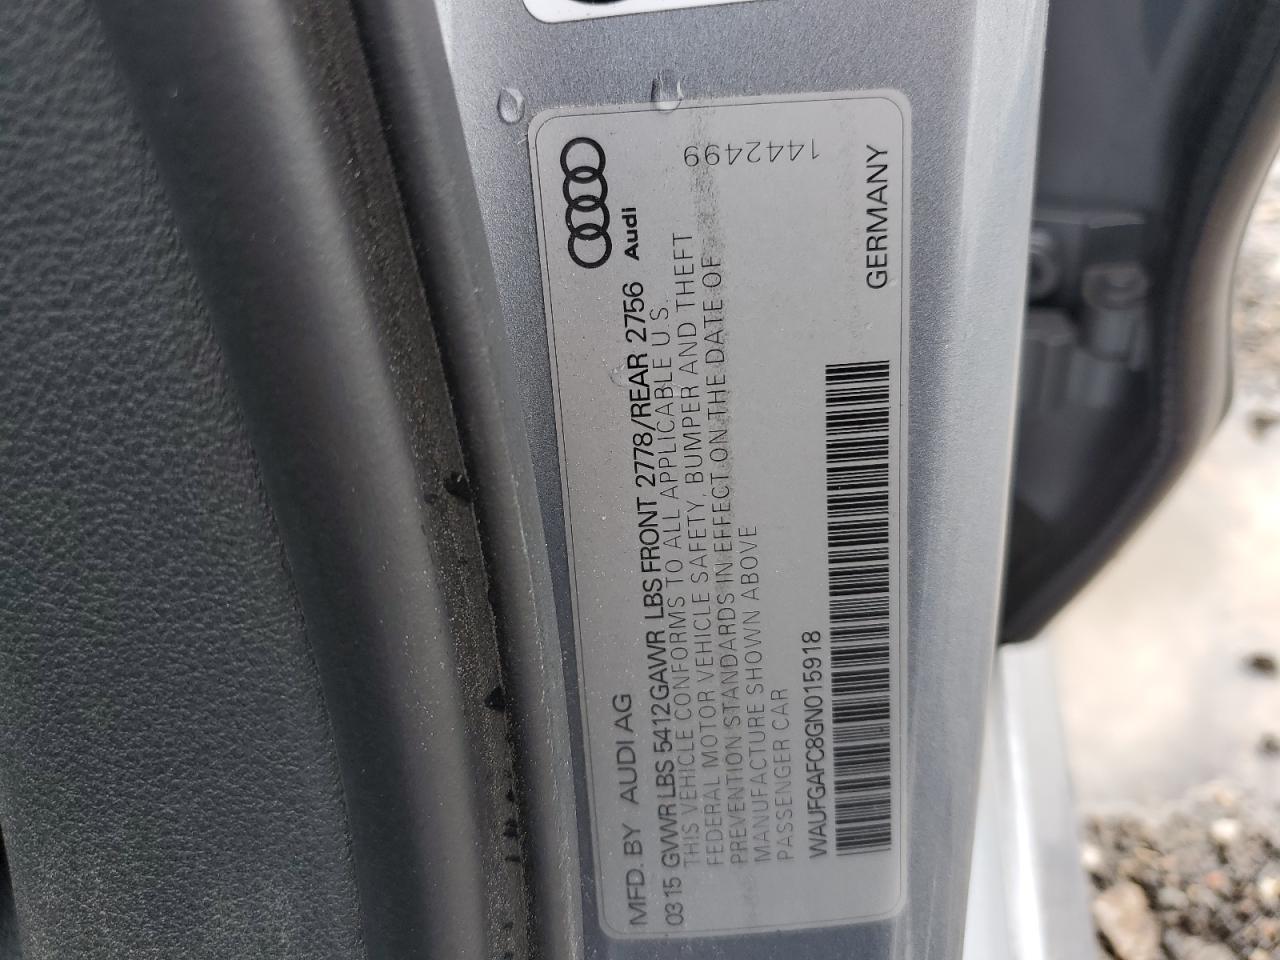 MFD. BY AUDI AG
Audi
03 15 GVWR LBS 5412 GAWR LBS FRONT 2778/REAR 2756
THIS VEHICLE CONFORMS TO ALL APPLICABLE U.S.
FEDERAL MOTOR VEHICLE SAFETY, BUMPER AND THEFT
PREVENTION STANDARDS IN EFFECT ON THE DATE OF
MANUFACTURE SHOWN ABOVE
PASSENGER CAR
WAUFGAFC8GN015918
1442499
GERMANY